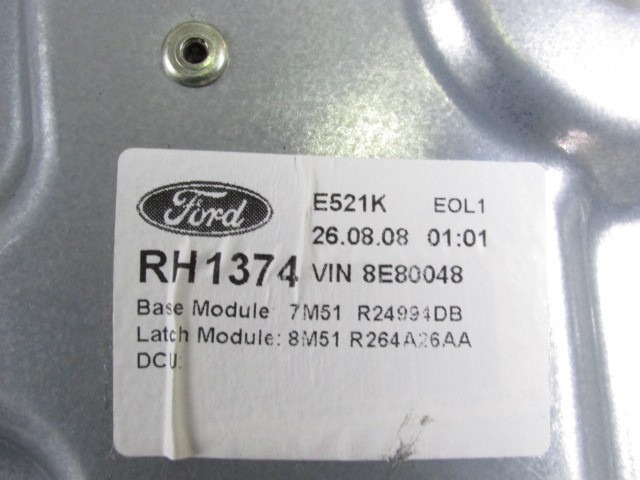 Ford
E521K EOL1
26.08.08 01:01
RH1374 VIN 8E80048
Base Module: 7M51 R24994DB
Latch Module: 8M51 R264A26AA
DCU: